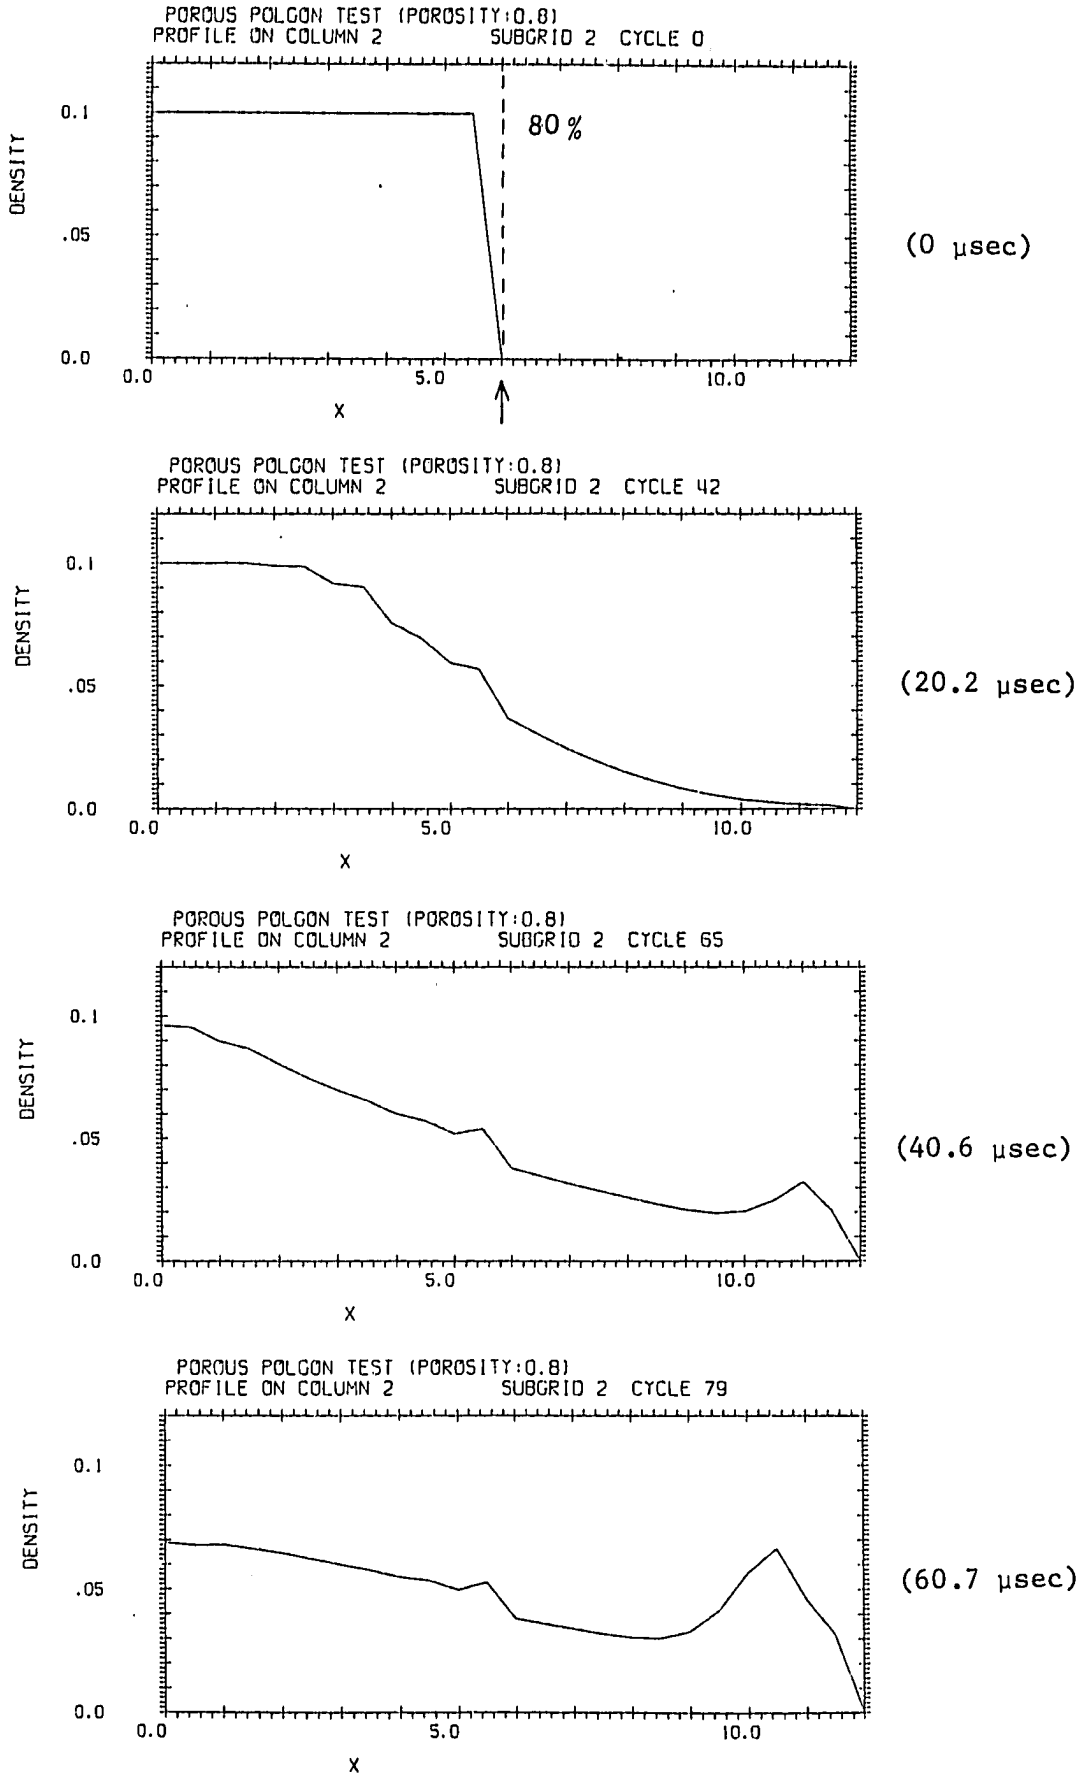 POROUS POLGON TEST (POROSITY:0.8)
PROFILE ON COLUMN 2 SUBGRID 2 CYCLE 0
DENSITY
0.1
.05
0.0
80%
(0 μsec)
0.0 5.0 10.0
X
POROUS POLGON TEST (POROSITY:0.8)
PROFILE ON COLUMN 2 SUBGRID 2 CYCLE 42
DENSITY
0.1
.05
0.0
(20.2 μsec)
0.0 5.0 10.0
X
POROUS POLGON TEST (POROSITY:0.8)
PROFILE ON COLUMN 2 SUBGRID 2 CYCLE 65
DENSITY
0.1
.05
0.0
(40.6 μsec)
0.0 5.0 10.0
X
POROUS POLGON TEST (POROSITY:0.8)
PROFILE ON COLUMN 2 SUBGRID 2 CYCLE 79
DENSITY
0.1
.05
0.0
(60.7 μsec)
0.0 5.0 10.0
X